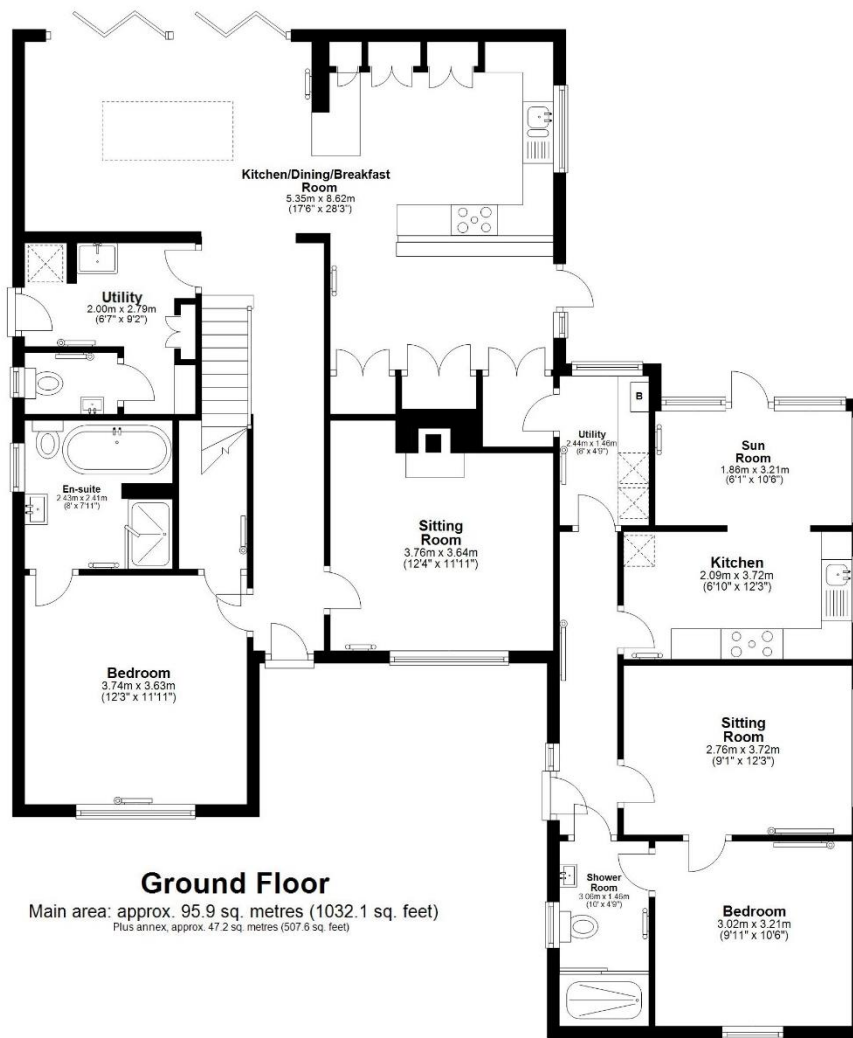 Kitchen/Dining/Breakfast
Room
5.35m x 8.62m
(17'6" x 28'3")
Utility
2.00m x 2.79m
(6'7" x 9'2")
B
Utility
2.44m x 1.46m
(8' x 4'9")
Sun
Room
1.86m x 3.21m
(6'1" x 10'6")
En-suite
2.43m x 2.41m
(8' x 7'11")
Sitting
Room
3.76m x 3.64m
(12'4" x 11'11")
Kitchen
2.09m x 3.72m
(6'10" x 12'3")
Bedroom
3.74m x 3.63m
(12'3" x 11'11")
Sitting
Room
2.76m x 3.72m
(9'1" x 12'3")
Shower
Room
3.06m x 1.46m
(10' x 4'9")
Bedroom
3.02m x 3.21m
(9'11" x 10'6")
Ground Floor
Main area: approx. 95.9 sq. metres (1032.1 sq. feet)
Plus annex, approx. 47.2 sq. metres (507.6 sq. feet)